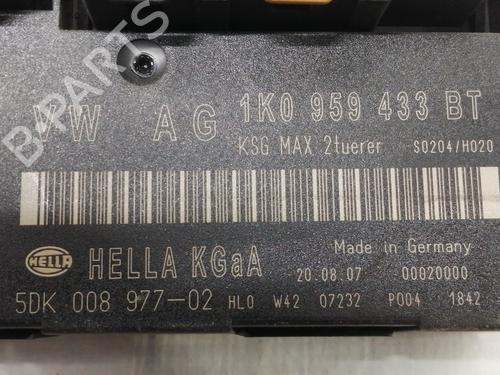 VW AG 1K0 959 433 BT
KSG MAX 2tuerer S0204/H020
HELLA
HELLA KGaA
Made in Germany
20.08.07 00020000
5DK 008 977-02 HLO W42 07232 P004 1842
B-PARTS